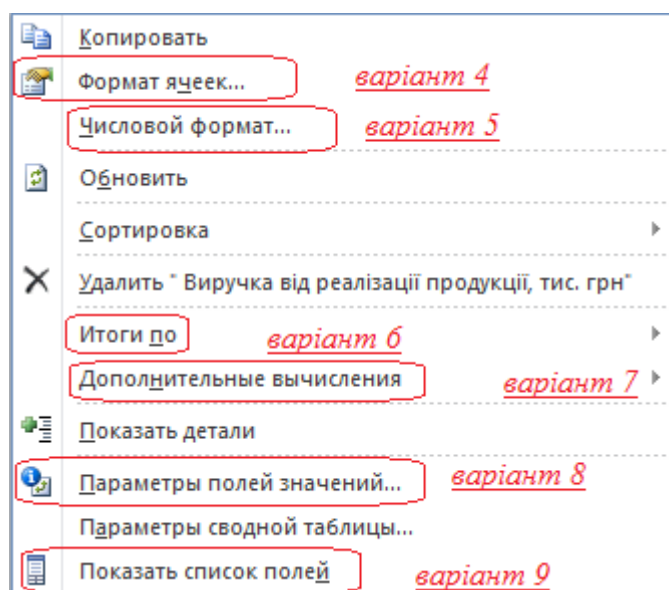 Копировать
Формат ячеек... варіант 4
Числовой формат... варіант 5
Обновить
Сортировка
Удалить " Виручка від реалізації продукції, тис. грн"
Итоги по варіант 6
Дополнительные вычисления варіант 7
Показать детали
Параметры полей значений... варіант 8
Параметры сводной таблицы...
Показать список полей варіант 9